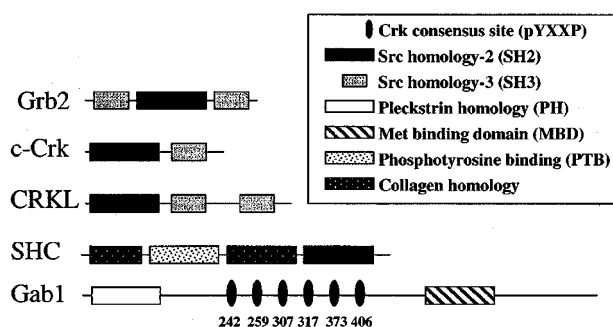 Crk consensus site (pYXXP)
Src homology-2 (SH2)
Src homology-3 (SH3)
Pleckstrin homology (PH)
Met binding domain (MBD)
Phosphotyrosine binding (PTB)
Collagen homology
Grb2
c-Crk
CRKL
SHC
Gab1
242 259 307 317 373 406